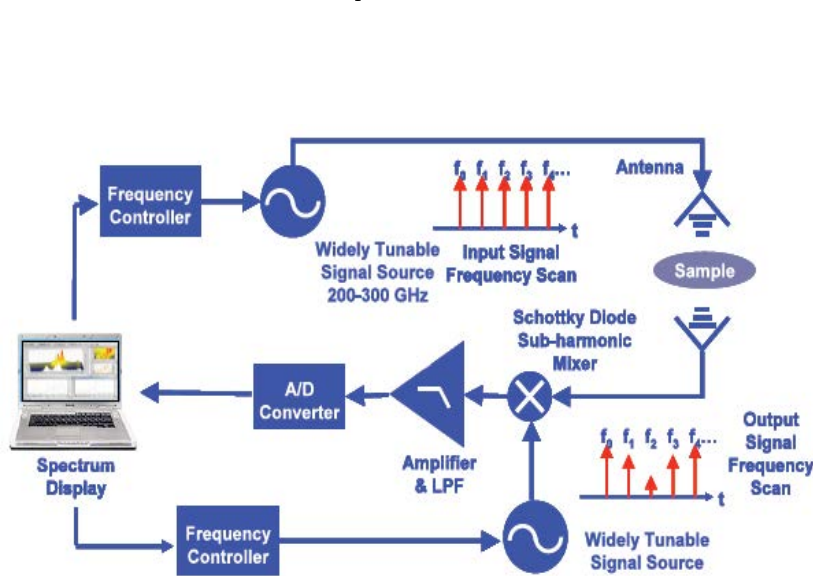 Frequency
Controller
Widely Tunable
Signal Source
200-300 GHz
f0 f1 f2 f3 f4...
t
Input Signal
Frequency Scan
Antenna
Sample
Schottky Diode
Sub-harmonic
Mixer
A/D
Converter
Amplifier
& LPF
Spectrum
Display
f0 f1 f2 f3 f4...
t
Output
Signal
Frequency
Scan
Frequency
Controller
Widely Tunable
Signal Source